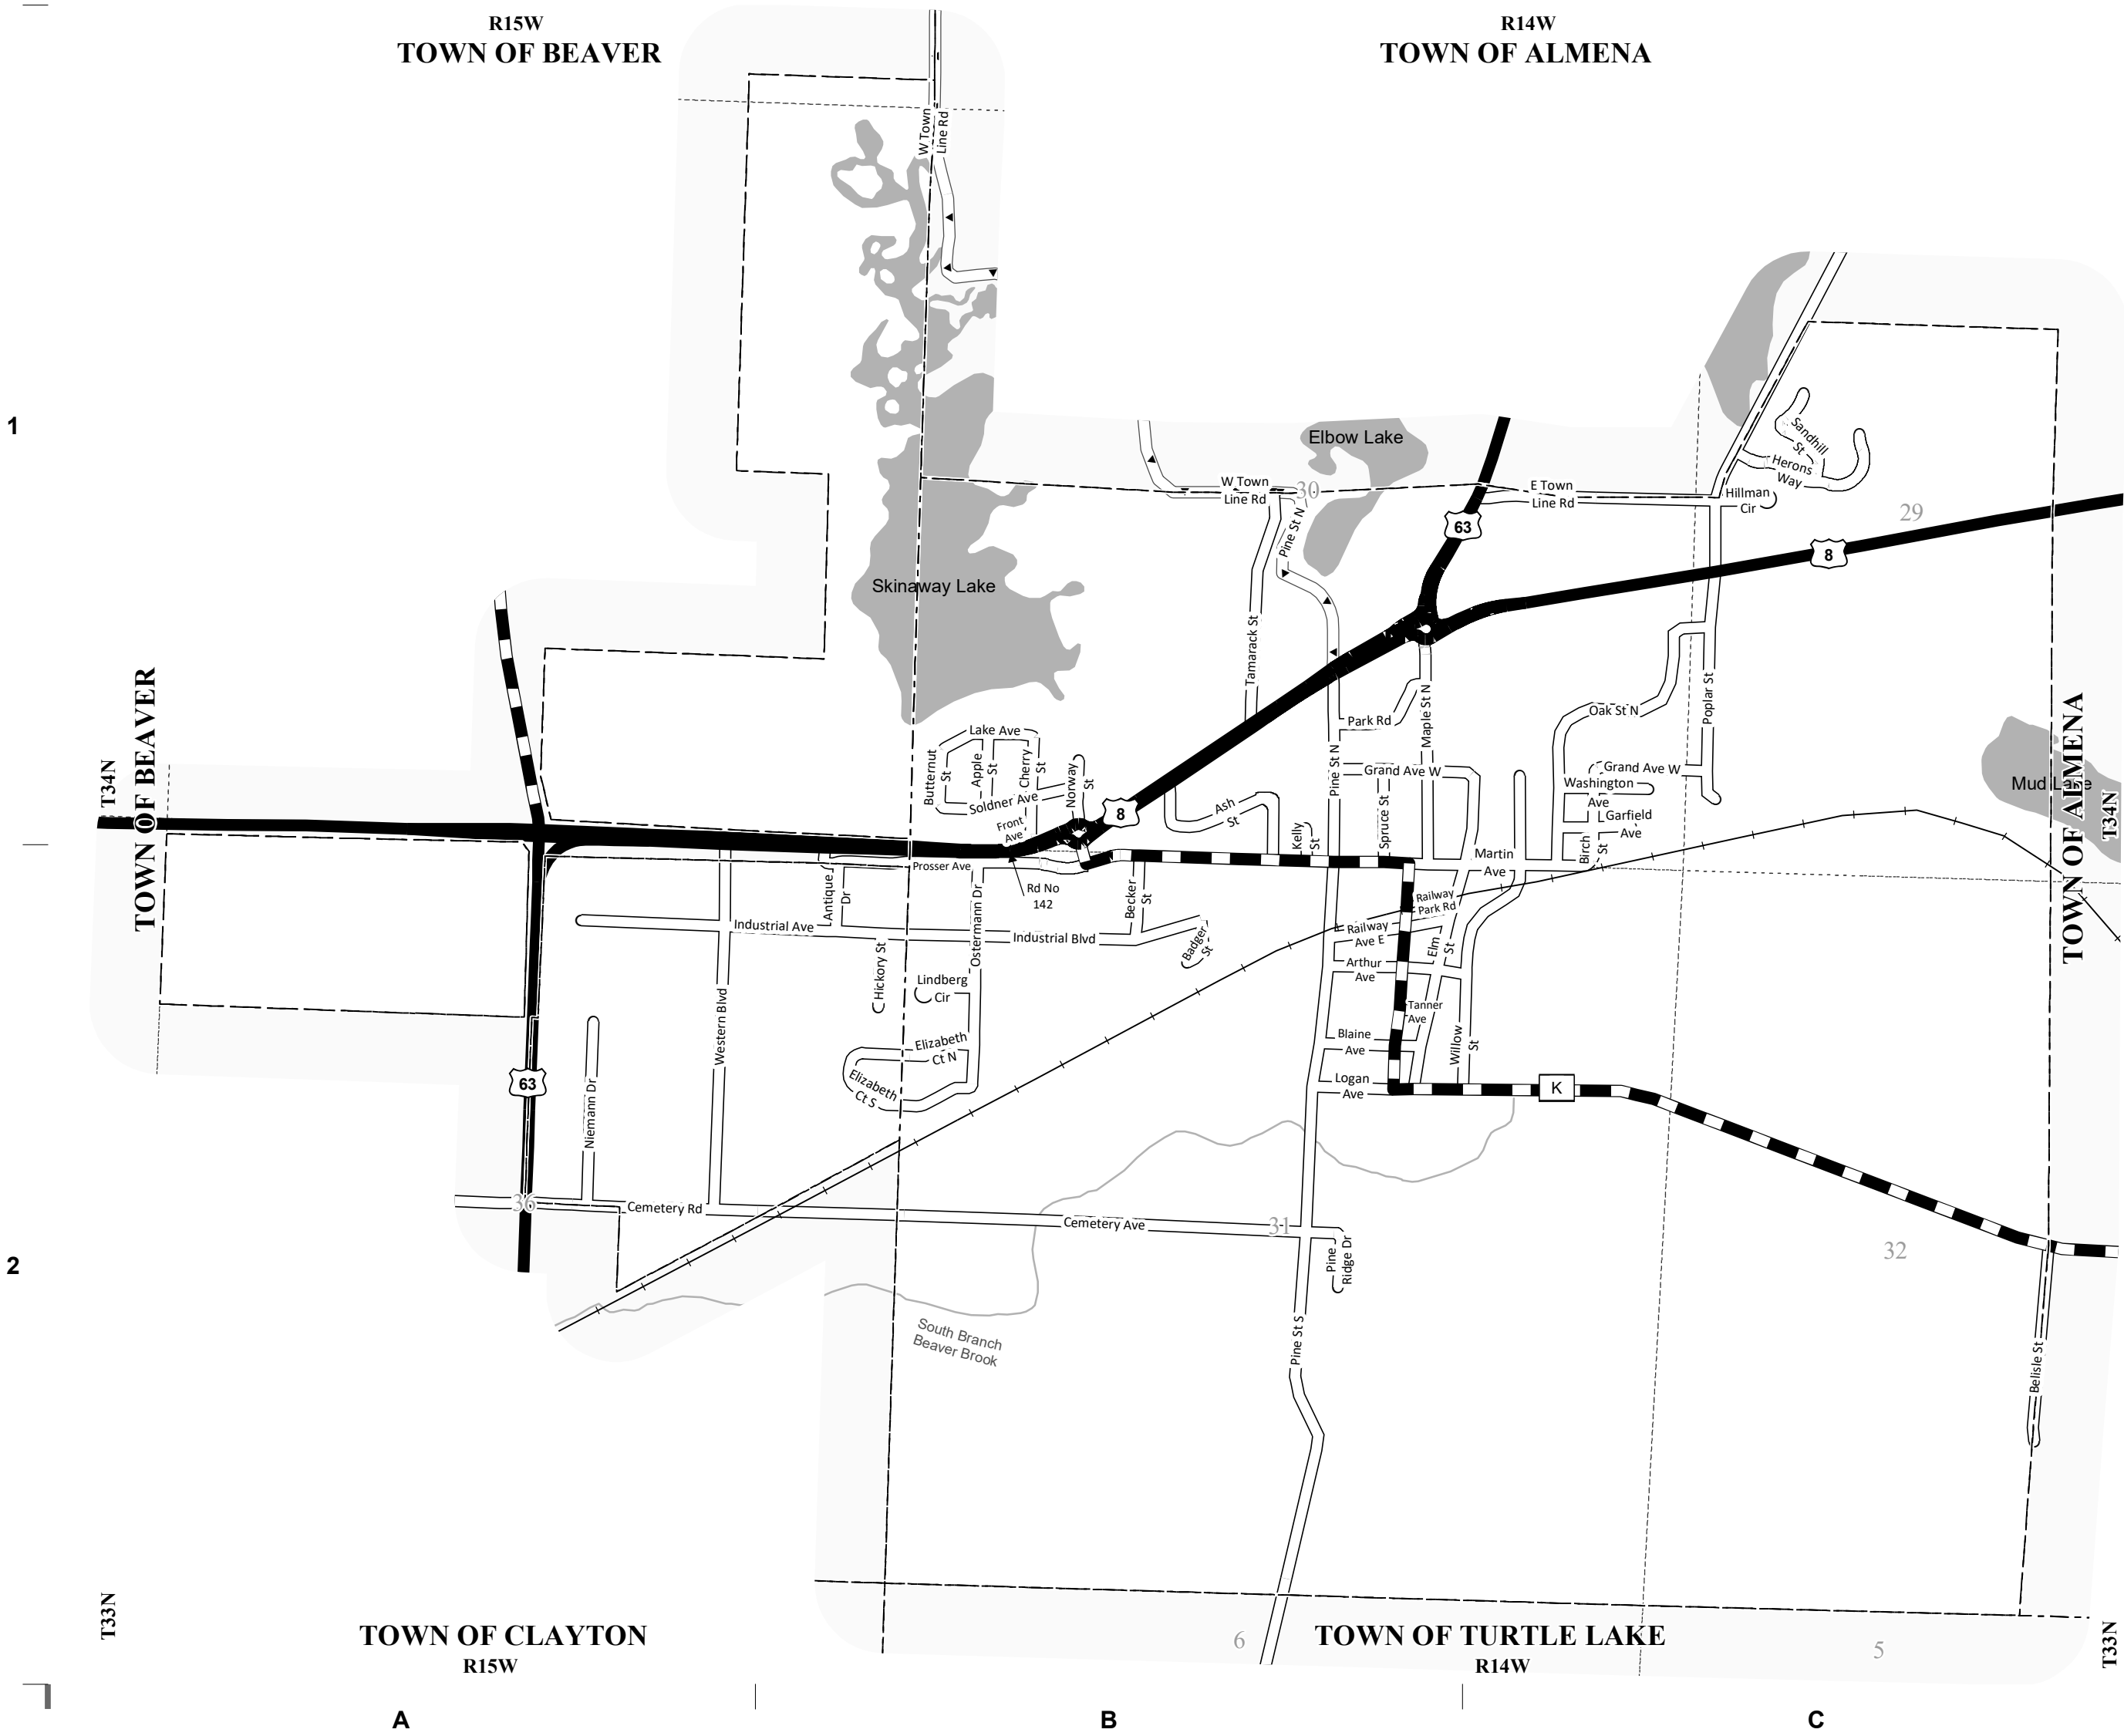 R15W
TOWN OF BEAVER
R14W
TOWN OF ALMENA
W Town
Line Rd
1
Elbow Lake
Sandhill
St
Herons
Way
W Town
Line Rd
30
E Town
Line Rd
Hillman
Cir
29
Pine St N
63
8
Skinaway Lake
Tamarack St
T34N
TOWN OF BEAVER
Park Rd
Maple St N
Oak St N
Poplar St
TOWN OF ALMENA
T34N
Mud Lake
Lake Ave
Butternut
St
Apple
St
Cherry
St
Norway
St
Soldner Ave
Front
Ave
8
Pine St N
Grand Ave W
Grand Ave W
Washington
Ave
Garfield
Ave
Ash
St
Kelly
St
Spruce St
Birch
St
Martin
Ave
Prosser Ave
Rd No
142
Antique
Dr
Ostermann Dr
Becker
St
Railway
Park Rd
Railway
Ave E
Industrial Ave
Industrial Blvd
Badger
St
Elm
St
Arthur
Ave
Hickory St
Lindberg
Cir
Western Blvd
Tanner
Ave
Elizabeth
Ct N
Blaine
Ave
Willow
St
63
Elizabeth
Ct S
Logan
Ave
K
Niemann Dr
36
Cemetery Rd
Cemetery Ave
31
Pine
Ridge Dr
32
2
South Branch
Beaver Brook
Pine St S
Belisle St
T33N
TOWN OF CLAYTON
R15W
6
TOWN OF TURTLE LAKE
R14W
5
T33N
A
B
C